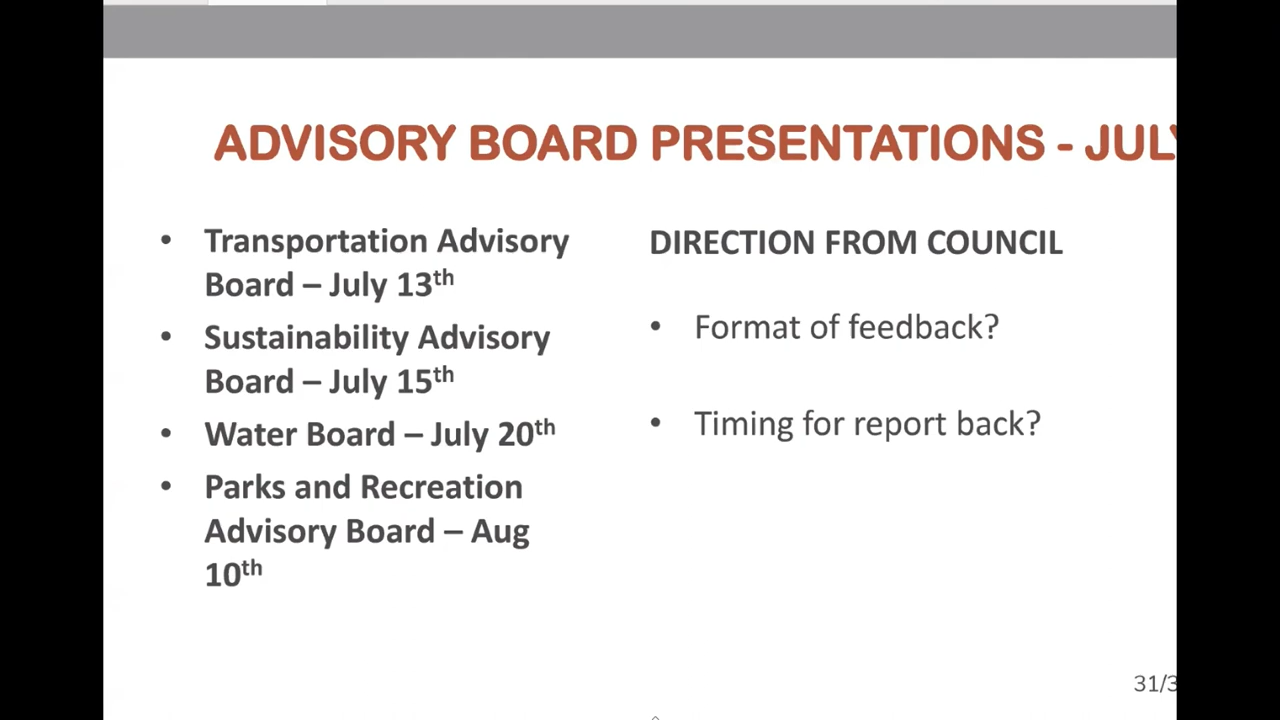 ADVISORY BOARD PRESENTATIONS - JULY
• Transportation Advisory
Board – July 13th
• Sustainability Advisory
Board – July 15th
• Water Board – July 20th
• Parks and Recreation
Advisory Board – Aug
10th
DIRECTION FROM COUNCIL
• Format of feedback?
• Timing for report back?
31/3